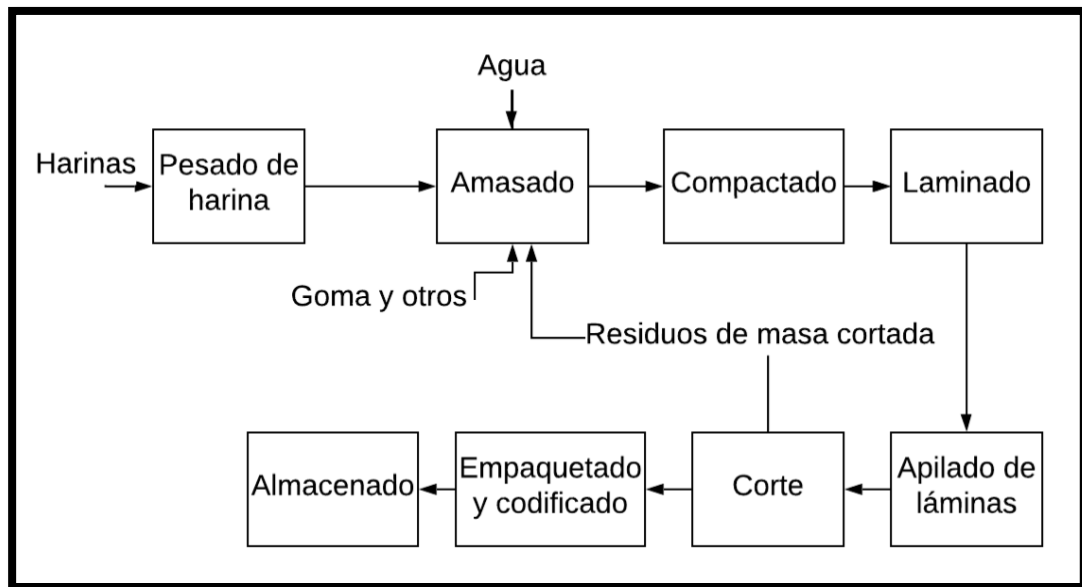 Agua
Harinas
Pesado de
harina
Amasado
Compactado
Laminado
Goma y otros
Residuos de masa cortada
Almacenado
Empaquetado
y codificado
Corte
Apilado de
láminas